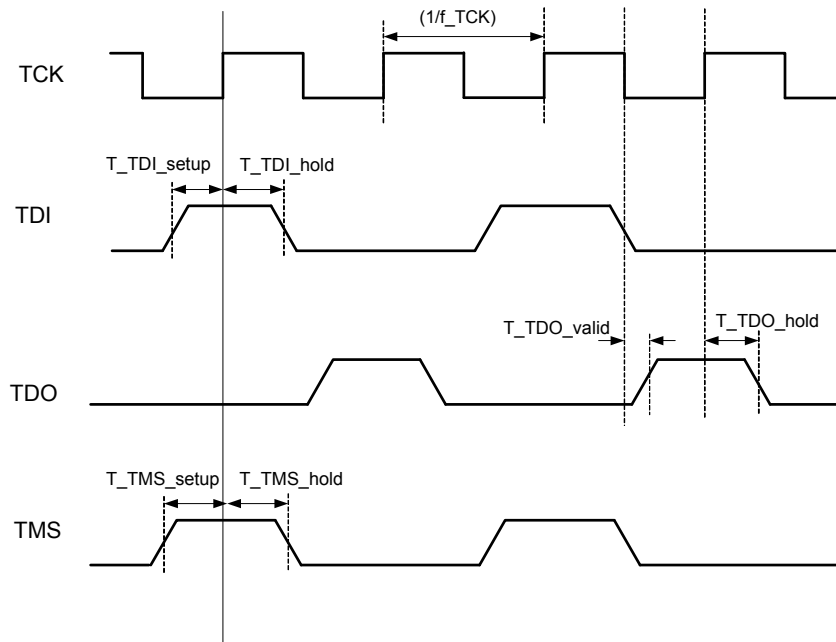 (1/f_TCK)
TCK
T_TDI_setup T_TDI_hold
TDI
T_TDO_valid T_TDO_hold
TDO
T_TMS_setup T_TMS_hold
TMS